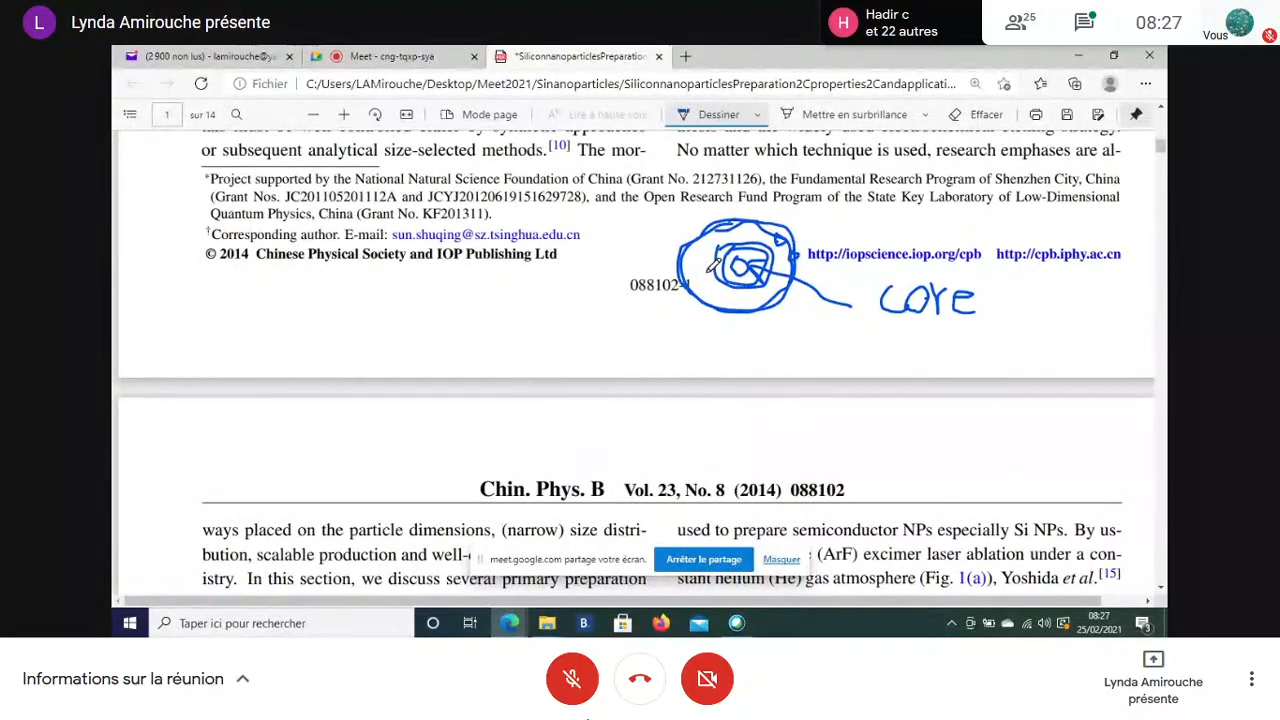 L Lynda Amirouche présente
H Hadir c
et 22 autres
25
08:27
Vous
(2 900 non lus) - lamirouche@ya
Meet - cng-tqxp-sya
*SiliconnanoparticlesPreparation
Fichier C:/Users/LAMirouche/Desktop/Meet2021/Sinanoparticles/SiliconnanoparticlesPreparation2Cproperties2Candapplicati...
1 sur 14
Mode page
Lire à haute voix
Dessiner
Mettre en surbrillance
Effacer
or subsequent analytical size-selected methods.[10] The mor-
No matter which technique is used, research emphases are al-
*Project supported by the National Natural Science Foundation of China (Grant No. 212731126), the Fundamental Research Program of Shenzhen City, China
(Grant Nos. JC201105201112A and JCYJ20120619151629728), and the Open Research Fund Program of the State Key Laboratory of Low-Dimensional
Quantum Physics, China (Grant No. KF201311).
†Corresponding author. E-mail: sun.shuqing@sz.tsinghua.edu.cn
© 2014 Chinese Physical Society and IOP Publishing Ltd
http://iopscience.iop.org/cpb http://cpb.iphy.ac.cn
088102-1
core
Chin. Phys. B Vol. 23, No. 8 (2014) 088102
ways placed on the particle dimensions, (narrow) size distri-
bution, scalable production and well-
istry. In this section, we discuss several primary preparation
used to prepare semiconductor NPs especially Si NPs. By us-
(ArF) excimer laser ablation under a con-
stant helium (He) gas atmosphere (Fig. 1(a)), Yoshida et al.[15]
meet.google.com partage votre écran.
Arrêter le partage
Masquer
Taper ici pour rechercher
B.
08:27
25/02/2021
3
Informations sur la réunion
Lynda Amirouche
présente